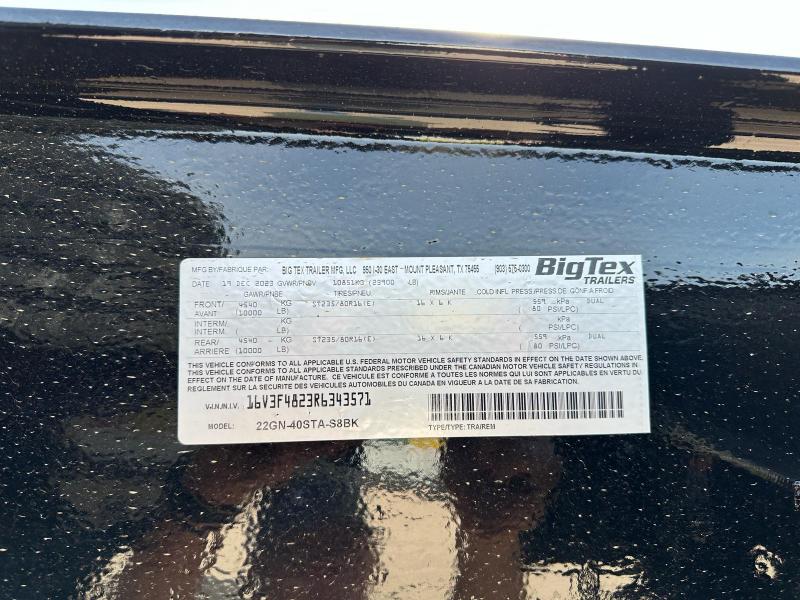 MFG BY/FABRIQUE PAR: BIG TEX TRAILER MFG, LLC 950 I-30 EAST - MOUNT PLEASANT, TX 75455 (903) 575-0300 BigTex
TRAILERS
DATE 19 DEC 2023 GVWR/PNBV 10851KG (23900 LB)
GAWR/PNBE TIRES/PNEU RIMS/JANTE COLD INFL PRESS/PRESS DE GONF A FROID:
FRONT/ 4540 - KG ST235/80R16(E) 16 X 6 K 559 kPa DUAL
AVANT (10000 LB) ( 80 PSI/LPC)
INTERM/ KG kPa
INTERM. LB) ( PSI/LPC)
REAR/ 4540 - KG ST235/80R16(E) 16 X 6 K 559 kPa DUAL
ARRIERE (10000 LB) ( 80 PSI/LPC)
THIS VEHICLE CONFORMS TO ALL APPLICABLE U.S. FEDERAL MOTOR VEHICLE SAFETY STANDARDS IN EFFECT ON THE DATE SHOWN ABOVE.
THIS VEHICLE CONFORMS TO ALL APPLICABLE STANDARDS PRESCRIBED UNDER THE CANADIAN MOTOR VEHICLE SAFETY REGULATIONS IN
EFFECT ON THE DATE OF MANUFACTURE. CE VEHICULE EST CONFORME A TOUTES LES NORMES QUI LUI SONT APPLICABLES EN VERTU DU
REGLEMENT SUR LA SECURITE DES VEHICULES AUTOMOBILES DU CANADA EN VIGUEUR A LA DATE DE SA FABRICATION.
V.I.N./N.I.V. 16V3F4823R6343571
MODEL: 22GN-40STA-S8BK TYPE/TYPE: TRA/REM